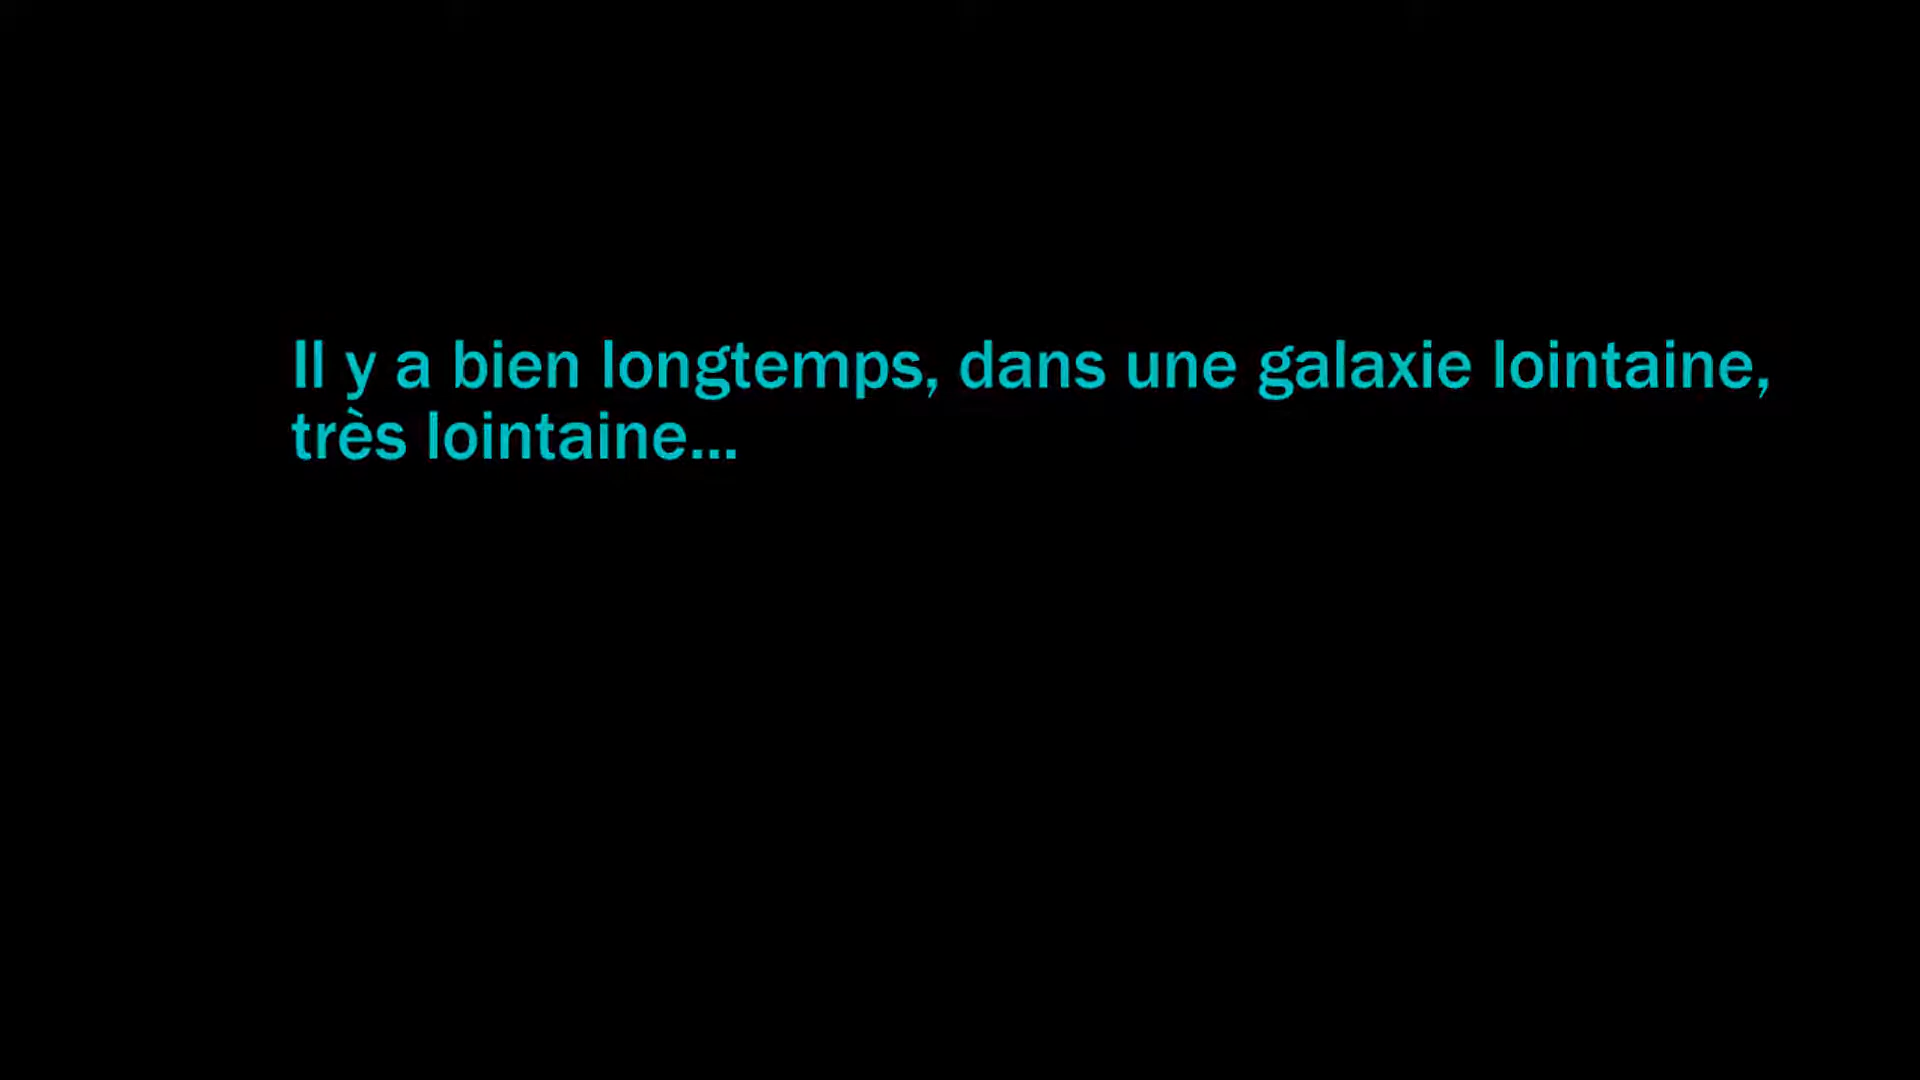 Il y a bien longtemps, dans une galaxie lointaine,
très lointaine...